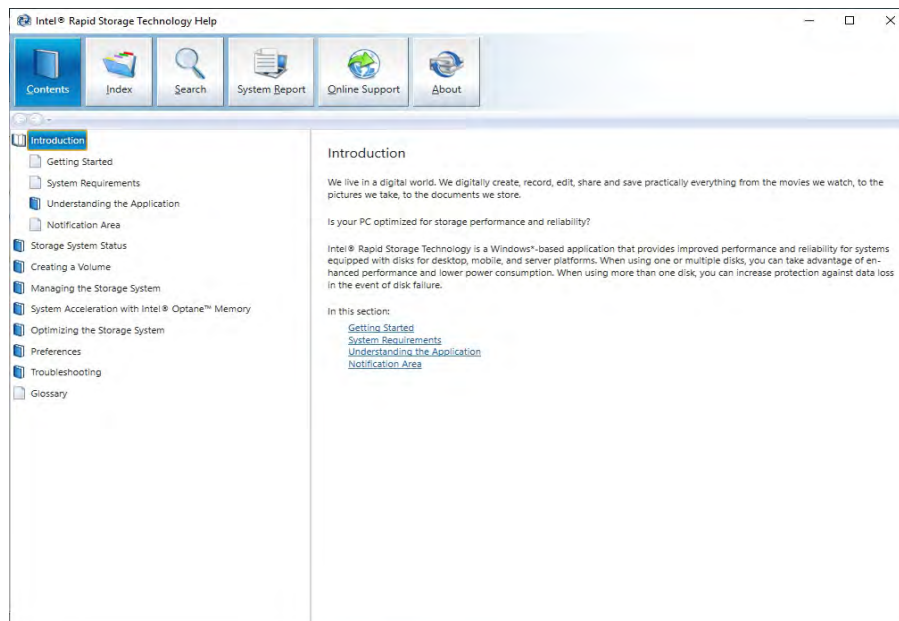 Intel® Rapid Storage Technology Help
Contents
Index
Search
System Report
Online Support
About
Introduction
Getting Started
System Requirements
Understanding the Application
Notification Area
Storage System Status
Creating a Volume
Managing the Storage System
System Acceleration with Intel® Optane™ Memory
Optimizing the Storage System
Preferences
Troubleshooting
Glossary
Introduction
We live in a digital world. We digitally create, record, edit, share and save practically everything from the movies we watch, to the
pictures we take, to the documents we store.
Is your PC optimized for storage performance and reliability?
Intel® Rapid Storage Technology is a Windows*-based application that provides improved performance and reliability for systems
equipped with disks for desktop, mobile, and server platforms. When using one or multiple disks, you can take advantage of en-
hanced performance and lower power consumption. When using more than one disk, you can increase protection against data loss
in the event of disk failure.
In this section:
Getting Started
System Requirements
Understanding the Application
Notification Area